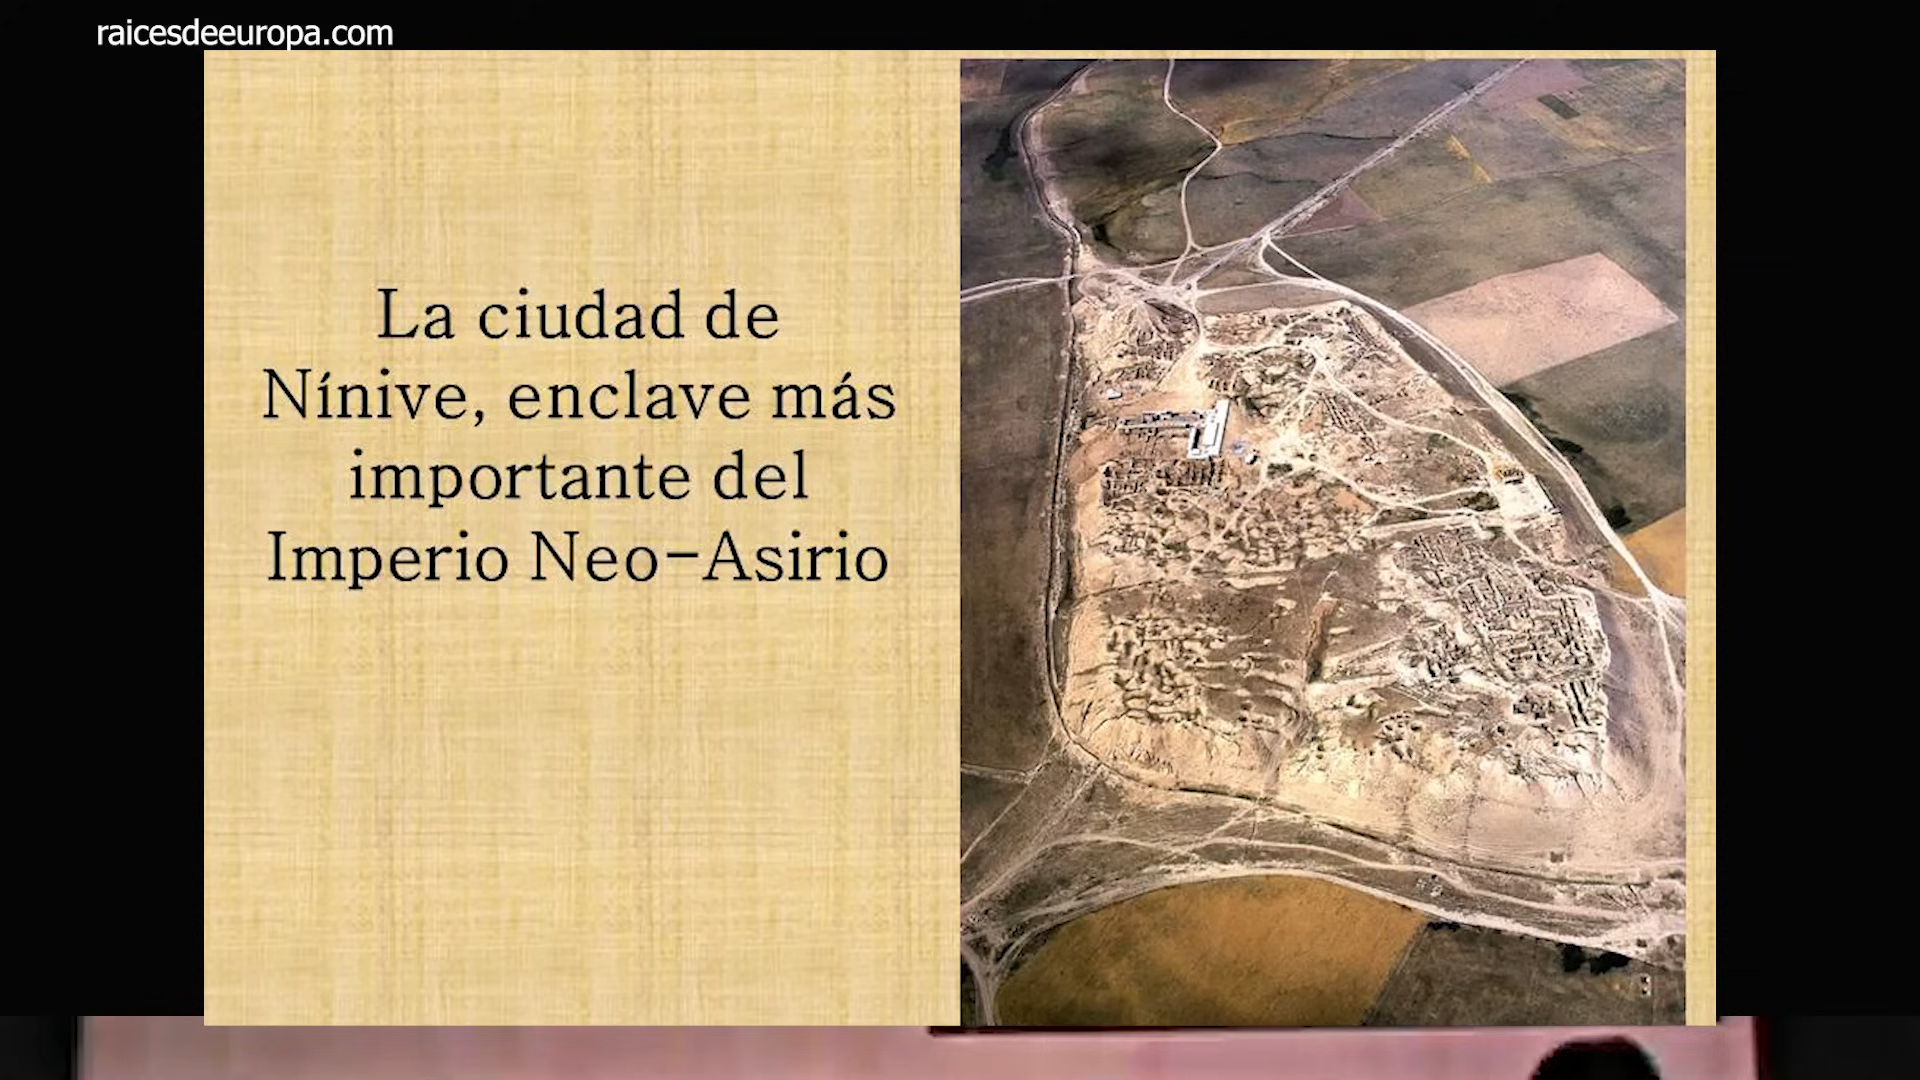 raicesdeeuropa.com
La ciudad de
Nínive, enclave más
importante del
Imperio Neo-Asirio